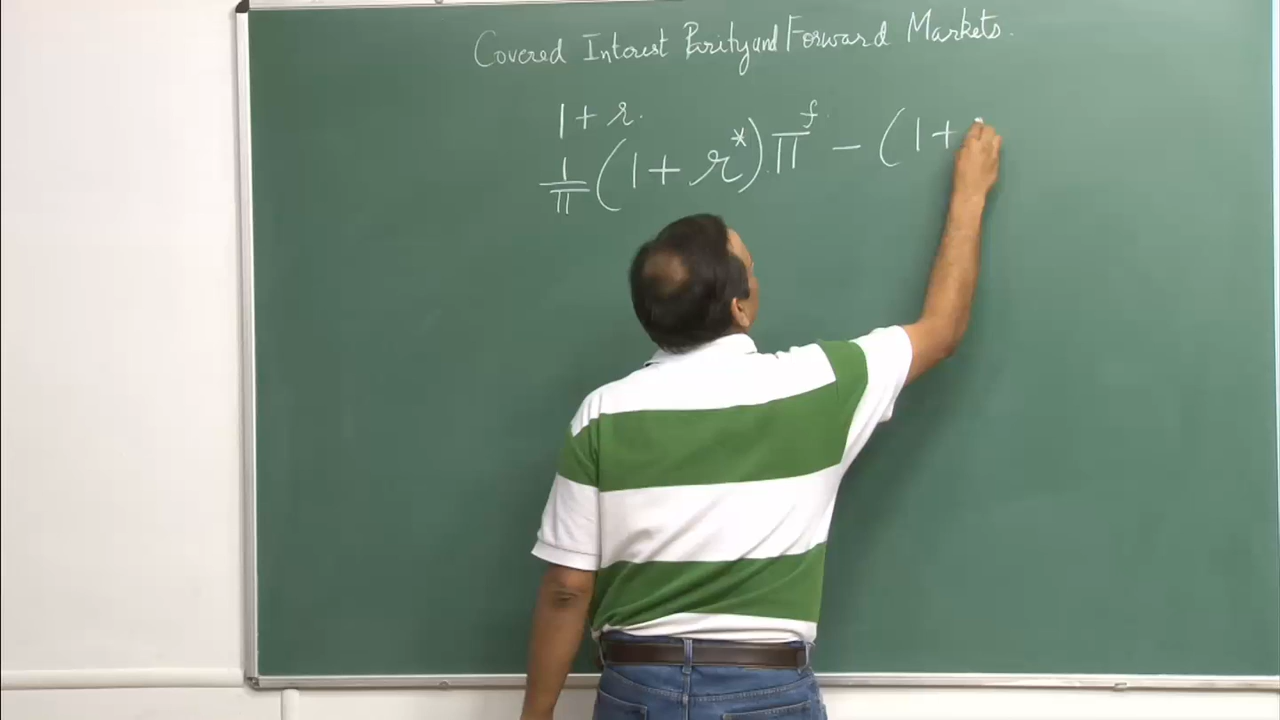 Covered Interest Parity and Forward Markets.
1 + r.
1/π (1 + r*) π^f - (1 +